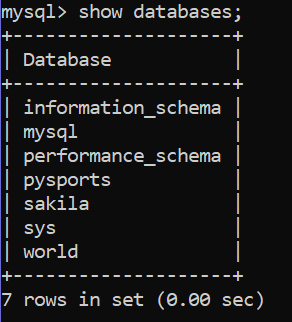 mysql> show databases;
+--------------------+
| Database           |
+--------------------+
| information_schema |
| mysql              |
| performance_schema |
| pysports           |
| sakila             |
| sys                |
| world              |
+--------------------+
7 rows in set (0.00 sec)